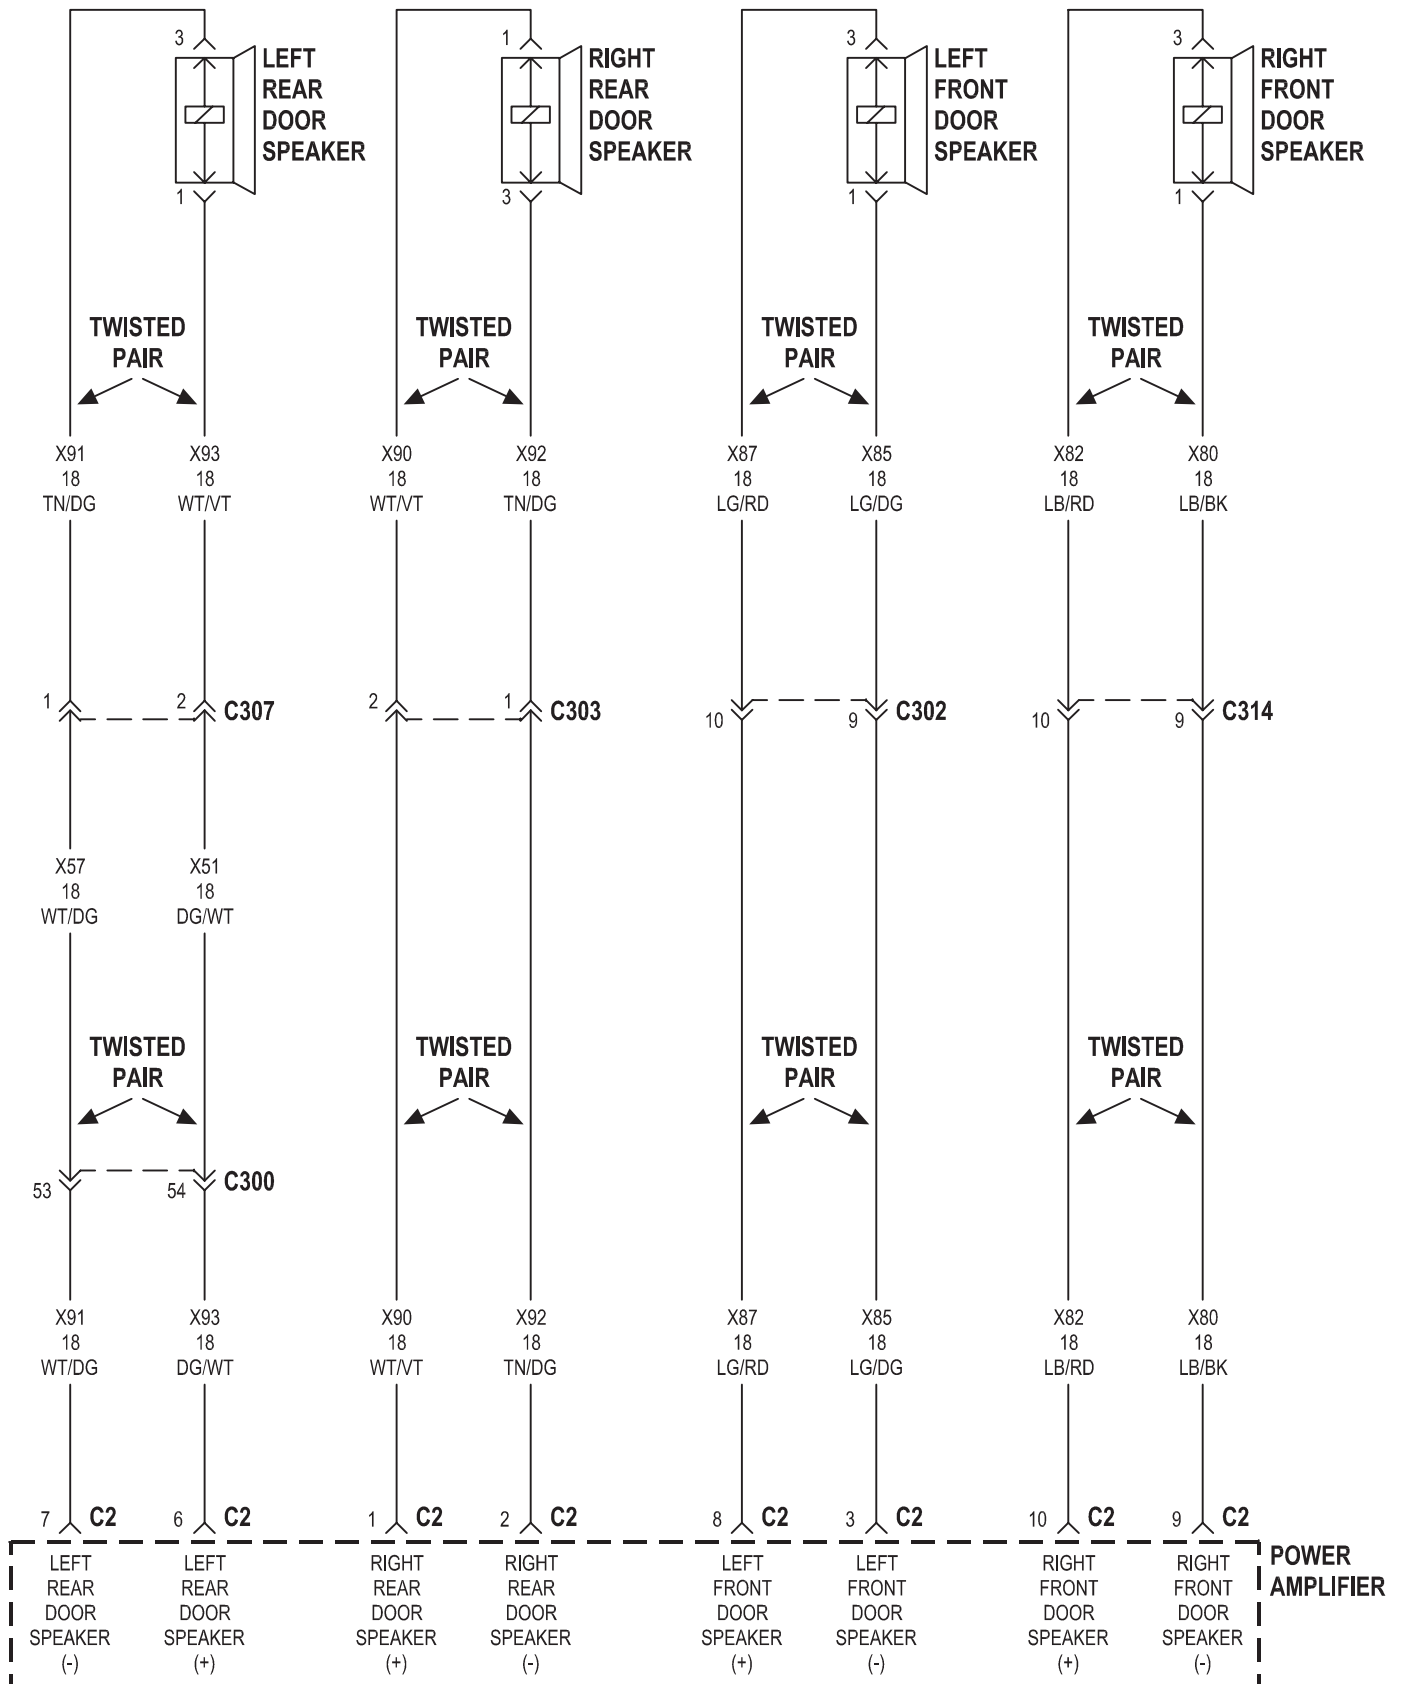 3
LEFT
REAR
DOOR
SPEAKER
1
1
RIGHT
REAR
DOOR
SPEAKER
3
3
LEFT
FRONT
DOOR
SPEAKER
1
3
RIGHT
FRONT
DOOR
SPEAKER
1
TWISTED
PAIR
TWISTED
PAIR
TWISTED
PAIR
TWISTED
PAIR
X91
18
TN/DG
X93
18
WT/VT
X90
18
WT/VT
X92
18
TN/DG
X87
18
LG/RD
X85
18
LG/DG
X82
18
LB/RD
X80
18
LB/BK
1
2
C307
2
1
C303
10
9
C302
10
9
C314
X57
18
WT/DG
X51
18
DG/WT
TWISTED
PAIR
TWISTED
PAIR
TWISTED
PAIR
TWISTED
PAIR
53
54
C300
X91
18
WT/DG
X93
18
DG/WT
X90
18
WT/VT
X92
18
TN/DG
X87
18
LG/RD
X85
18
LG/DG
X82
18
LB/RD
X80
18
LB/BK
7 C2
6 C2
1 C2
2 C2
8 C2
3 C2
10 C2
9 C2
LEFT
REAR
DOOR
SPEAKER
(-)
LEFT
REAR
DOOR
SPEAKER
(+)
RIGHT
REAR
DOOR
SPEAKER
(+)
RIGHT
REAR
DOOR
SPEAKER
(-)
LEFT
FRONT
DOOR
SPEAKER
(+)
LEFT
FRONT
DOOR
SPEAKER
(-)
RIGHT
FRONT
DOOR
SPEAKER
(+)
RIGHT
FRONT
DOOR
SPEAKER
(-)
POWER
AMPLIFIER